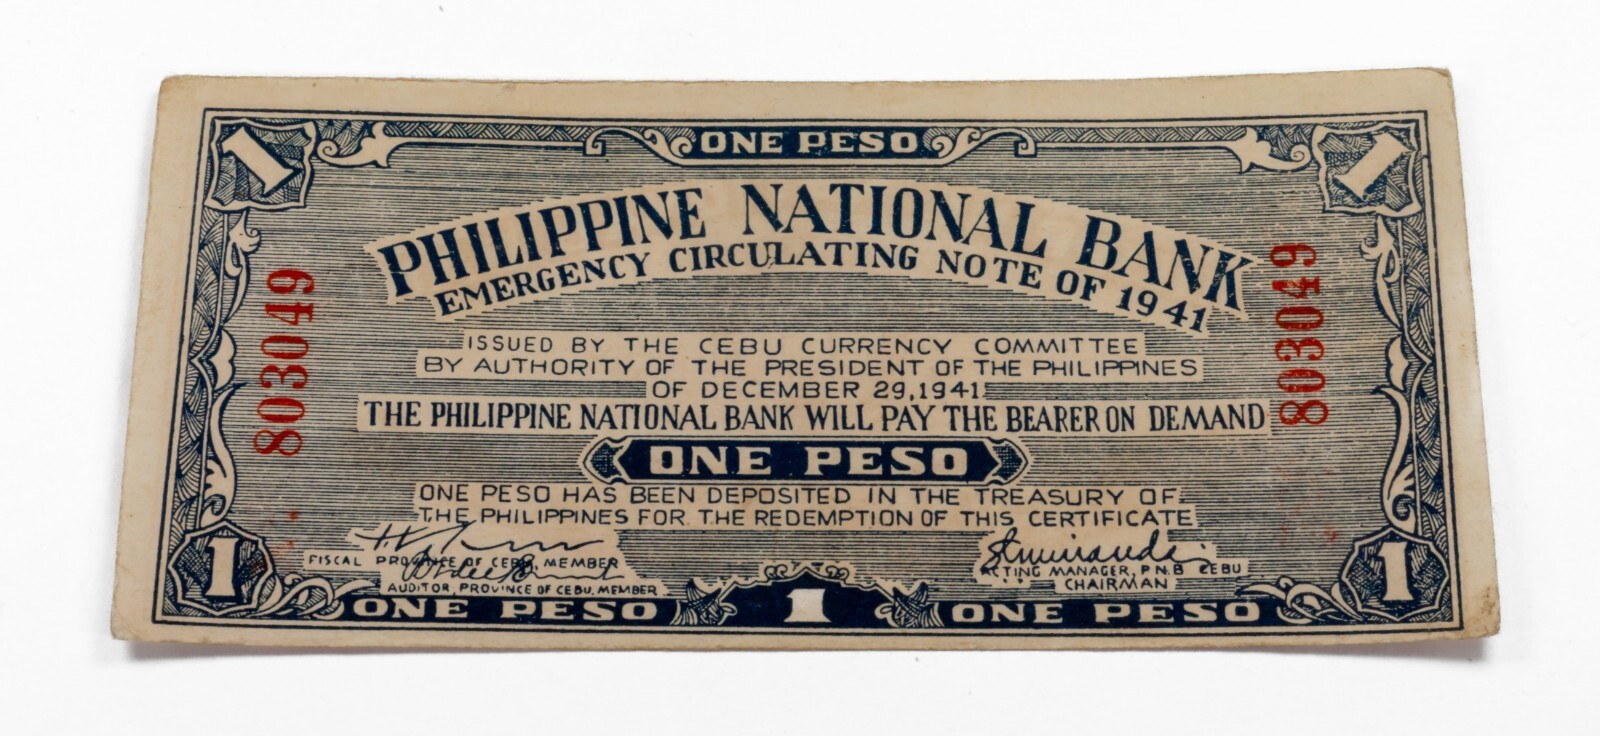 1
ONE PESO
1
PHILIPPINE NATIONAL BANK
EMERGENCY CIRCULATING NOTE OF 1941
803049
803049
ISSUED BY THE CEBU CURRENCY COMMITTEE
BY AUTHORITY OF THE PRESIDENT OF THE PHILIPPINES
OF DECEMBER 29, 1941.
THE PHILIPPINE NATIONAL BANK WILL PAY THE BEARER ON DEMAND
ONE PESO
ONE PESO HAS BEEN DEPOSITED IN THE TREASURY OF
THE PHILIPPINES FOR THE REDEMPTION OF THIS CERTIFICATE
FISCAL PROVINCE OF CEBU, MEMBER
AUDITOR, PROVINCE OF CEBU, MEMBER
ACTING MANAGER, P.N.B CEBU
CHAIRMAN
1
ONE PESO
1
ONE PESO
1